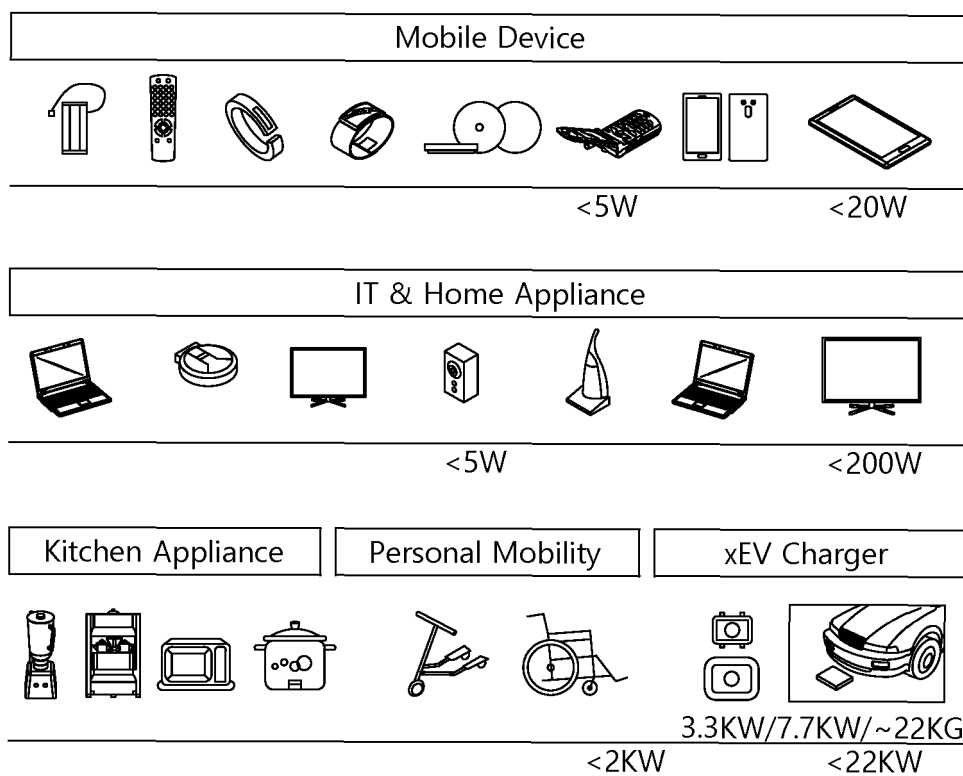 Mobile Device
<5W <20W
IT & Home Appliance
<5W <200W
Kitchen Appliance Personal Mobility xEV Charger
3.3KW/7.7KW/~22KG
<2KW <22KW